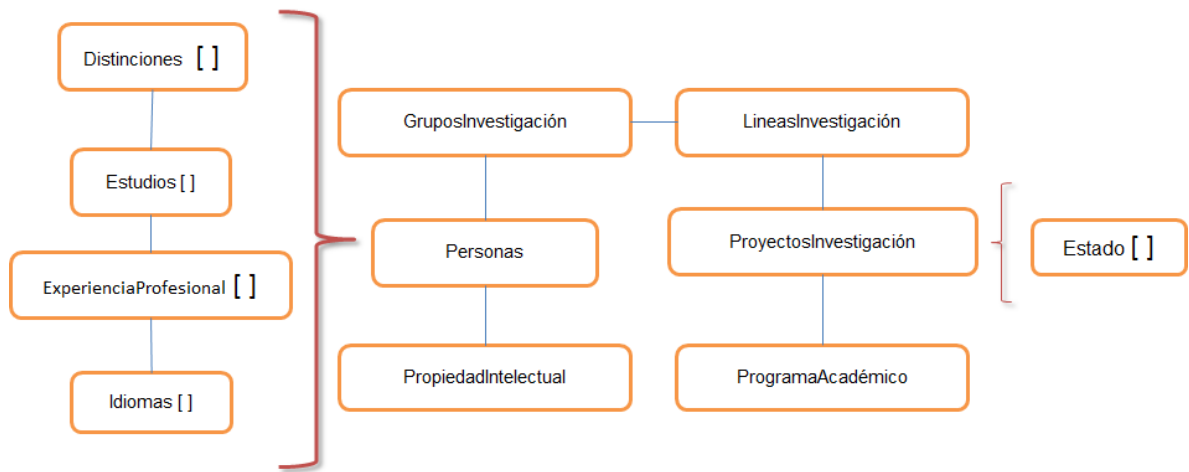 Distinciones [ ]
Estudios [ ]
ExperienciaProfesional [ ]
Idiomas [ ]
GruposInvestigación
LineasInvestigación
Personas
ProyectosInvestigación
Estado [ ]
PropiedadIntelectual
ProgramaAcadémico